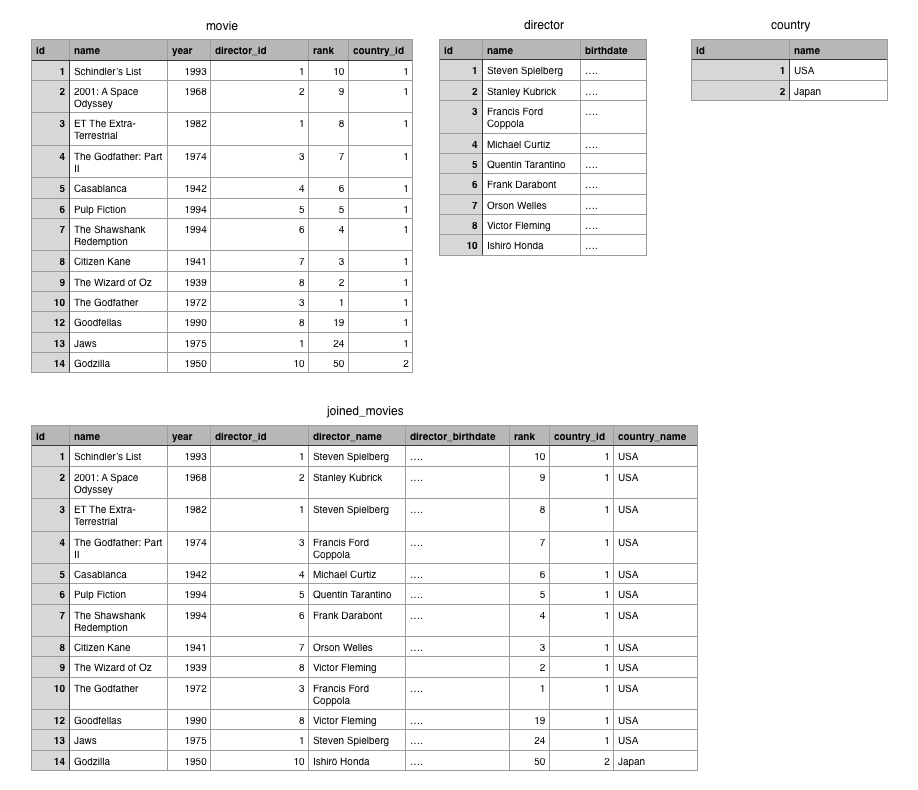 movie
id name year director_id rank country_id
1 Schindler's List 1993 1 10 1
2 2001: A Space 1968 2 9 1
Odyssey
3 ET The Extra- 1982 1 8 1
Terrestrial
4 The Godfather: Part 1974 3 7 1
II
5 Casablanca 1942 4 6 1
6 Pulp Fiction 1994 5 5 1
7 The Shawshank 1994 6 4 1
Redemption
8 Citizen Kane 1941 7 3 1
9 The Wizard of Oz 1939 8 2 1
10 The Godfather 1972 3 1 1
12 Goodfellas 1990 8 19 1
13 Jaws 1975 1 24 1
14 Godzilla 1950 10 50 2
director
id name birthdate
1 Steven Spielberg ....
2 Stanley Kubrick ....
3 Francis Ford ....
Coppola
4 Michael Curtiz ....
5 Quentin Tarantino ....
6 Frank Darabont ....
7 Orson Welles ....
8 Victor Fleming ....
10 Ishirō Honda ....
country
id name
1 USA
2 Japan
joined_movies
id name year director_id director_name director_birthdate rank country_id country_name
1 Schindler's List 1993 1 Steven Spielberg .... 10 1 USA
2 2001: A Space 1968 2 Stanley Kubrick .... 9 1 USA
Odyssey
3 ET The Extra- 1982 1 Steven Spielberg .... 8 1 USA
Terrestrial
4 The Godfather: Part 1974 3 Francis Ford .... 7 1 USA
II Coppola
5 Casablanca 1942 4 Michael Curtiz .... 6 1 USA
6 Pulp Fiction 1994 5 Quentin Tarantino .... 5 1 USA
7 The Shawshank 1994 6 Frank Darabont .... 4 1 USA
Redemption
8 Citizen Kane 1941 7 Orson Welles .... 3 1 USA
9 The Wizard of Oz 1939 8 Victor Fleming 2 1 USA
10 The Godfather 1972 3 Francis Ford .... 1 1 USA
Coppola
12 Goodfellas 1990 8 Victor Fleming .... 19 1 USA
13 Jaws 1975 1 Steven Spielberg .... 24 1 USA
14 Godzilla 1950 10 Ishirō Honda .... 50 2 Japan